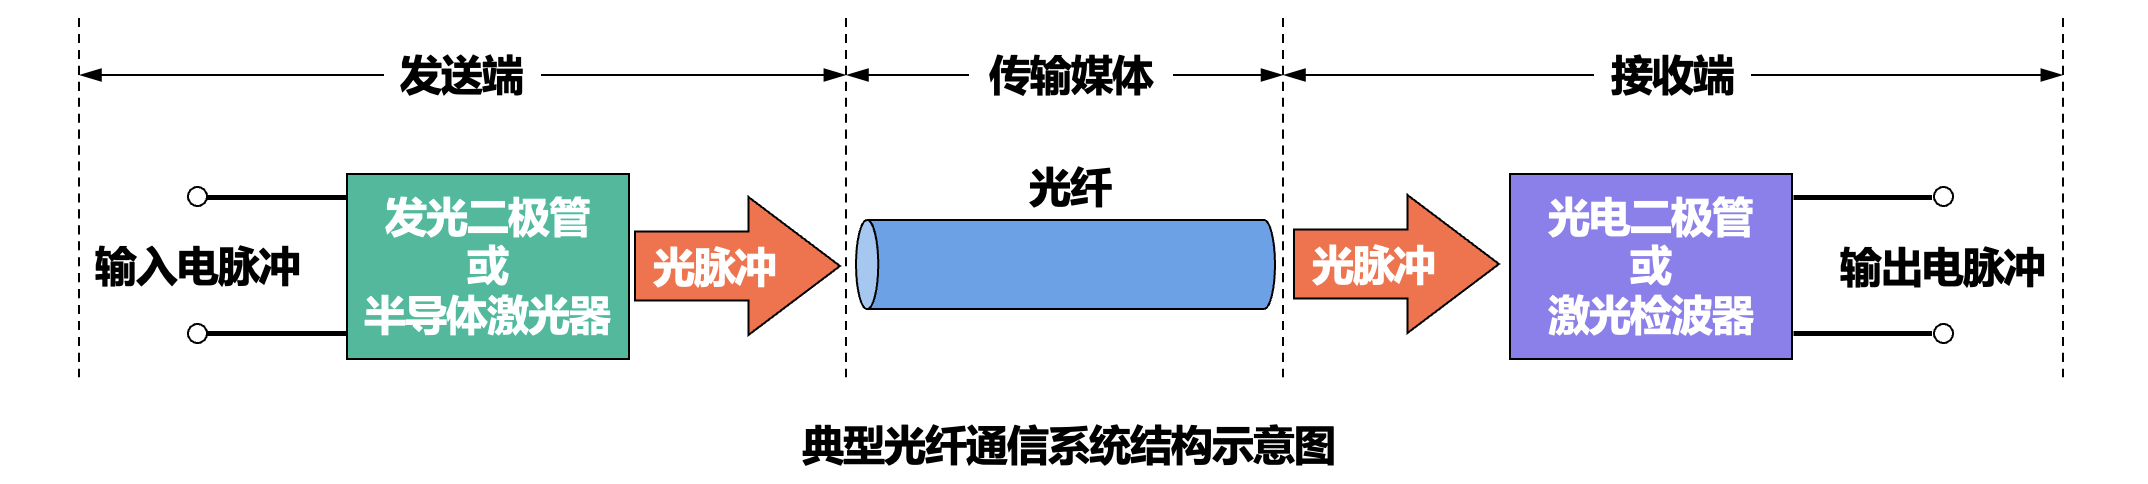 发送端
传输媒体
接收端
输入电脉冲
发光二极管
或
半导体激光器
光脉冲
光纤
光脉冲
光电二极管
或
激光检波器
输出电脉冲
典型光纤通信系统结构示意图